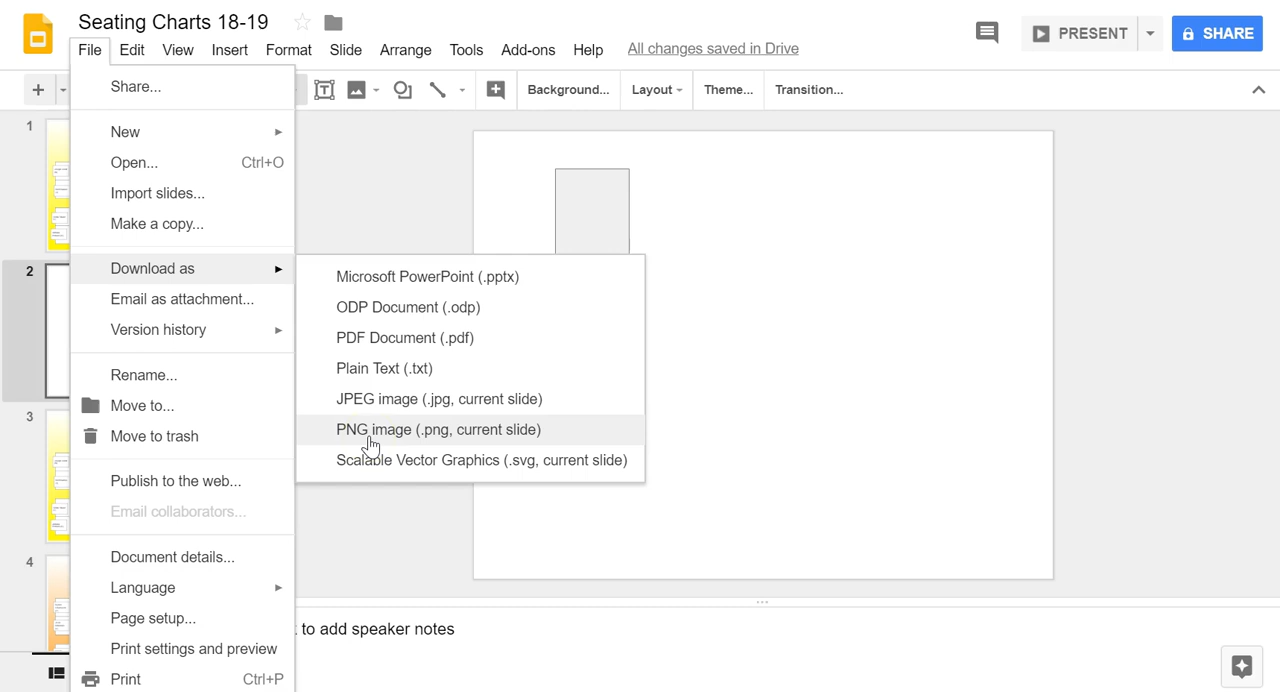 Seating Charts 18-19
File Edit View Insert Format Slide Arrange Tools Add-ons Help All changes saved in Drive
PRESENT
SHARE
Background... Layout Theme... Transition...
Share...
New
Open... Ctrl+O
Import slides...
Make a copy...
Download as
Email as attachment...
Version history
Rename...
Move to...
Move to trash
Publish to the web...
Email collaborators...
Document details...
Language
Page setup...
Print settings and preview
Print Ctrl+P
Microsoft PowerPoint (.pptx)
ODP Document (.odp)
PDF Document (.pdf)
Plain Text (.txt)
JPEG image (.jpg, current slide)
PNG image (.png, current slide)
Scalable Vector Graphics (.svg, current slide)
1
2
3
4
to add speaker notes